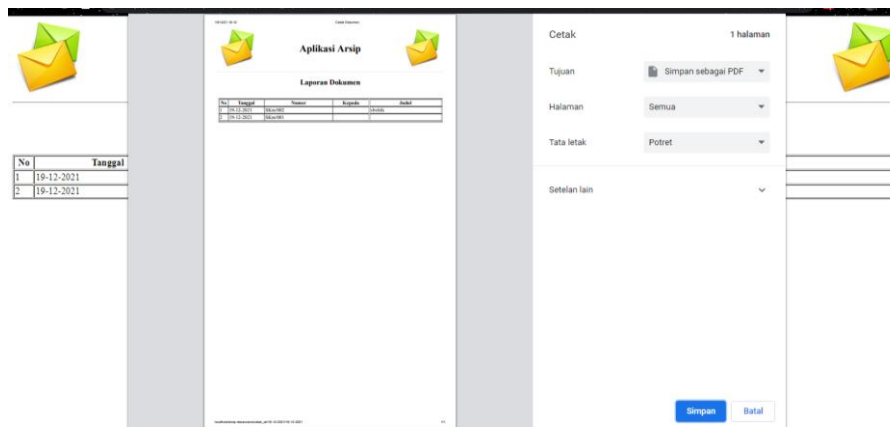 Cetak Dokumen
Aplikasi Arsip
Laporan Dokumen
No Tanggal Nomor Kepada Judul
1 19-12-2021
2 19-12-2021
No Tanggal
1 19-12-2021
2 19-12-2021
Cetak 1 halaman
Tujuan Simpan sebagai PDF
Halaman Semua
Tata letak Potret
Setelan lain
Simpan Batal